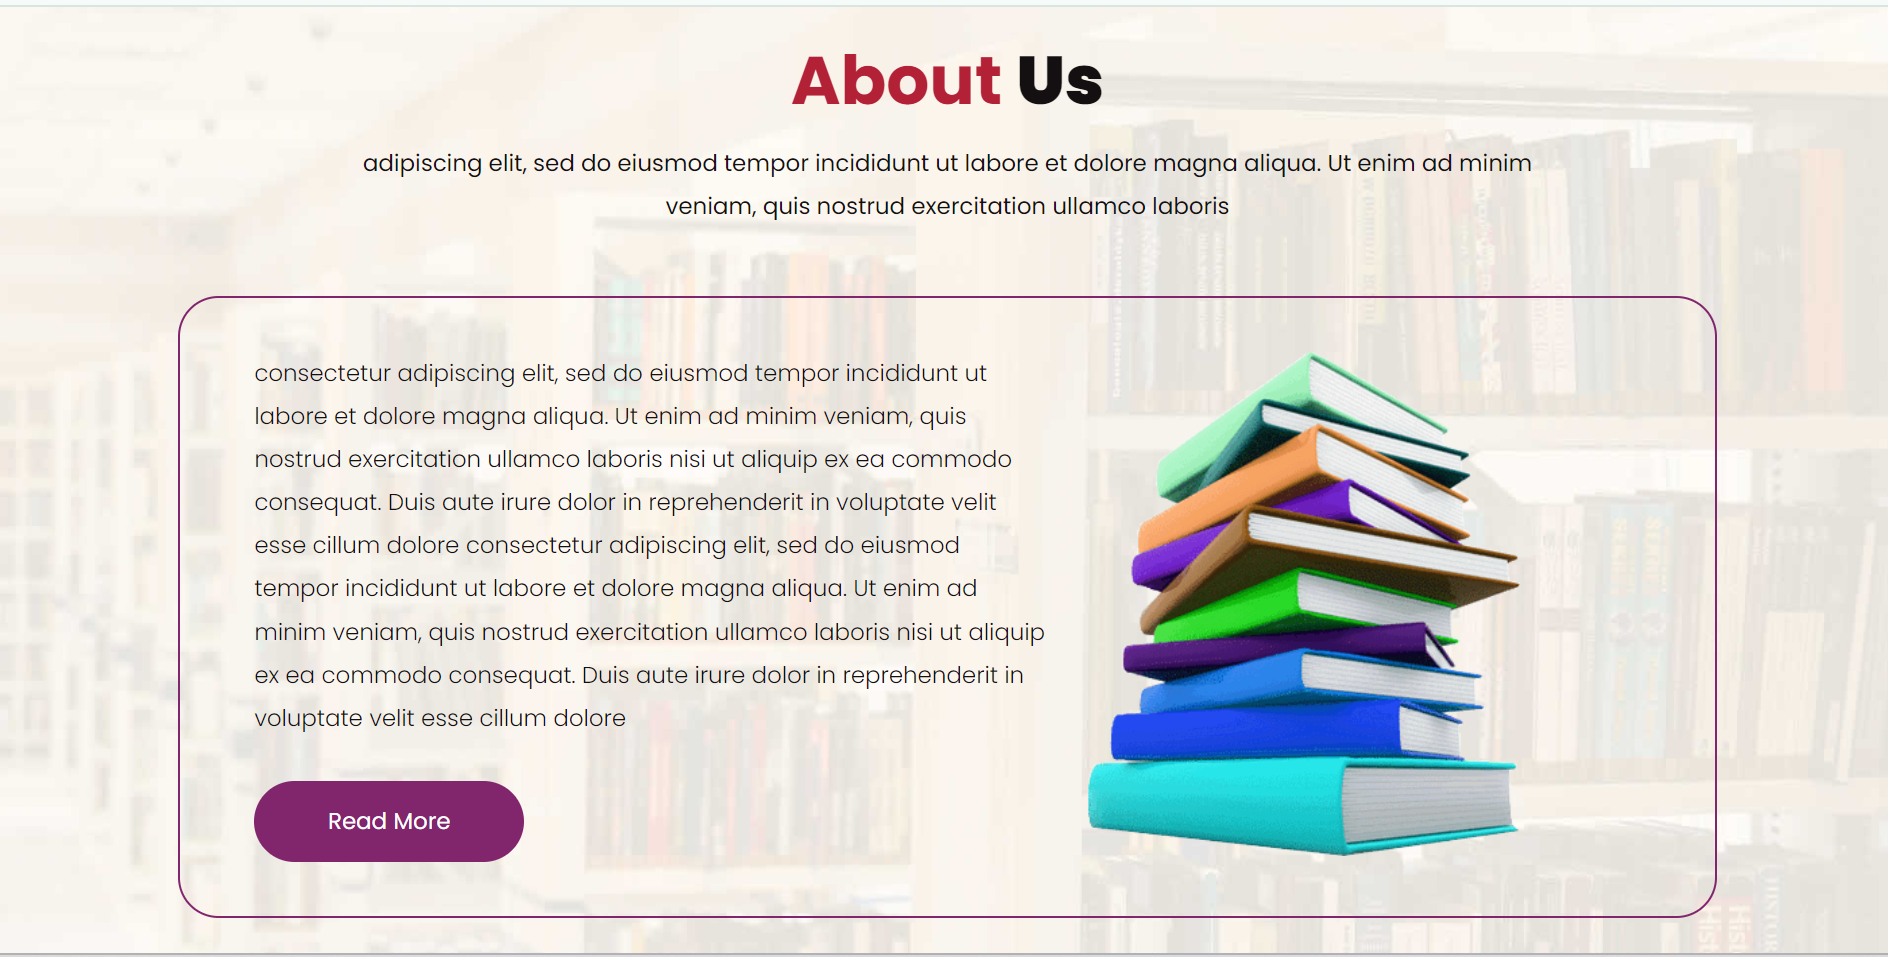 About Us
adipiscing elit, sed do eiusmod tempor incididunt ut labore et dolore magna aliqua. Ut enim ad minim
veniam, quis nostrud exercitation ullamco laboris
consectetur adipiscing elit, sed do eiusmod tempor incididunt ut
labore et dolore magna aliqua. Ut enim ad minim veniam, quis
nostrud exercitation ullamco laboris nisi ut aliquip ex ea commodo
consequat. Duis aute irure dolor in reprehenderit in voluptate velit
esse cillum dolore consectetur adipiscing elit, sed do eiusmod
tempor incididunt ut labore et dolore magna aliqua. Ut enim ad
minim veniam, quis nostrud exercitation ullamco laboris nisi ut aliquip
ex ea commodo consequat. Duis aute irure dolor in reprehenderit in
voluptate velit esse cillum dolore
Read More